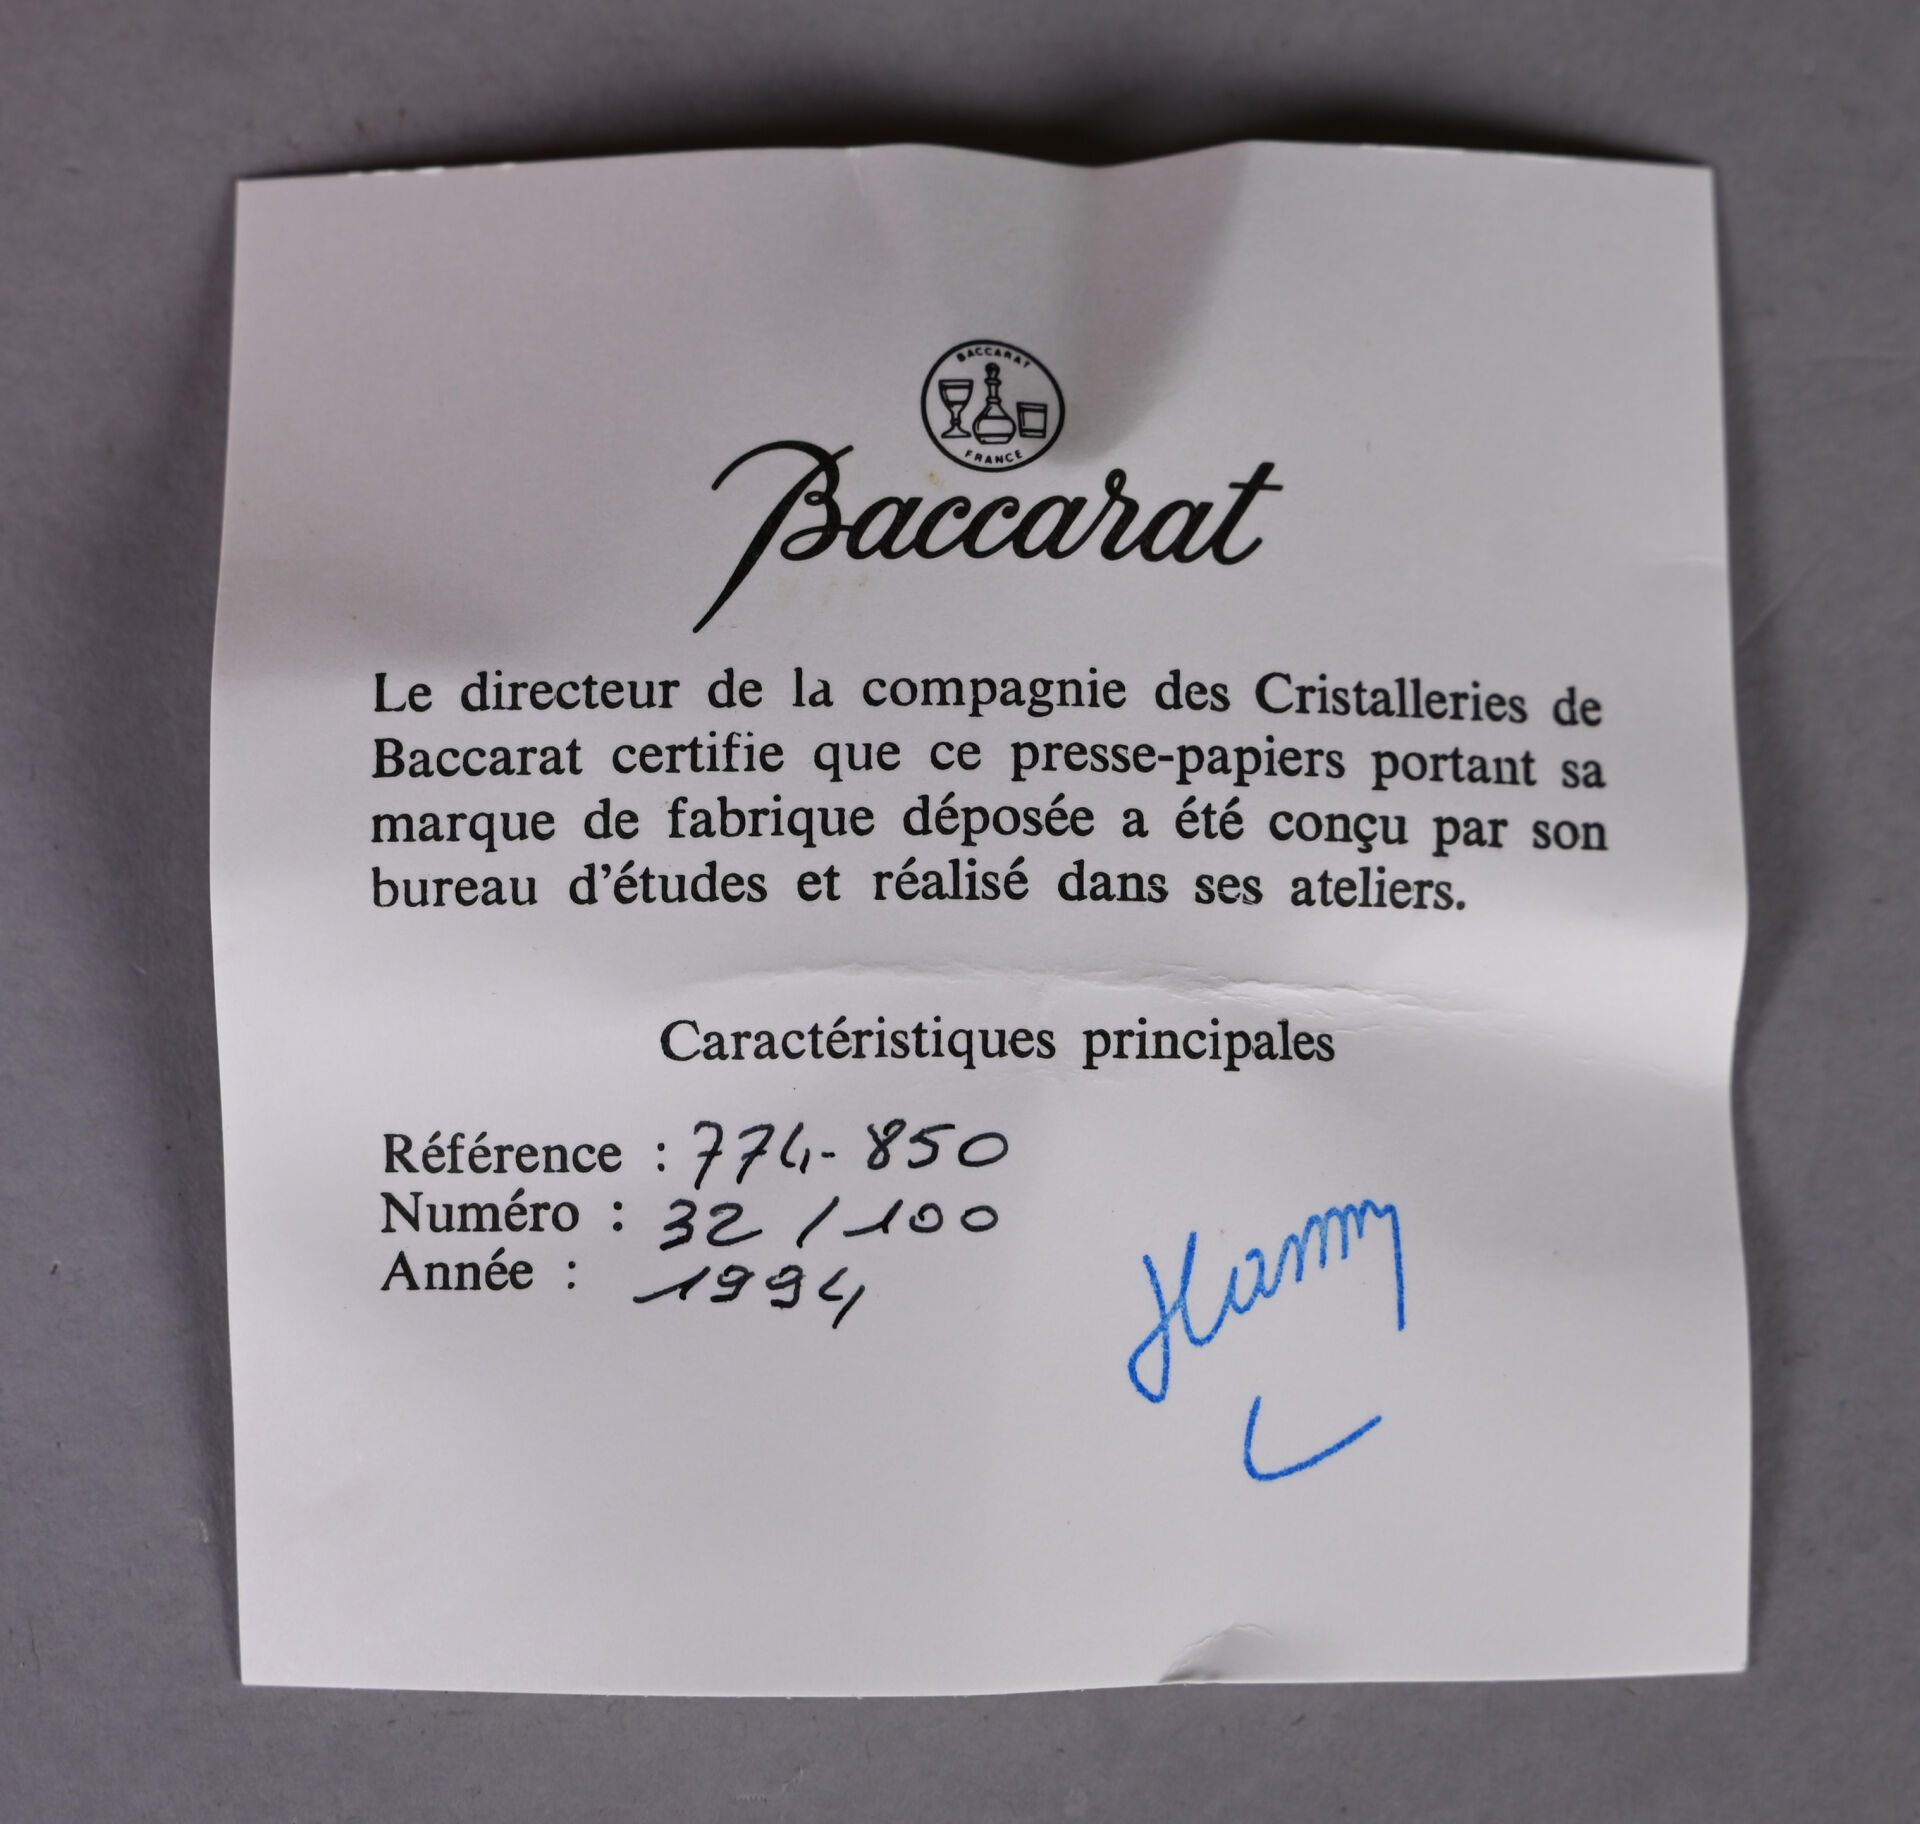 BACCARAT
FRANCE
Baccarat
Le directeur de la compagnie des Cristalleries de
Baccarat certifie que ce presse-papiers portant sa
marque de fabrique déposée a été conçu par son
bureau d'études et réalisé dans ses ateliers.
Caractéristiques principales
Référence : 774-850
Numéro : 32/100
Année : 1994